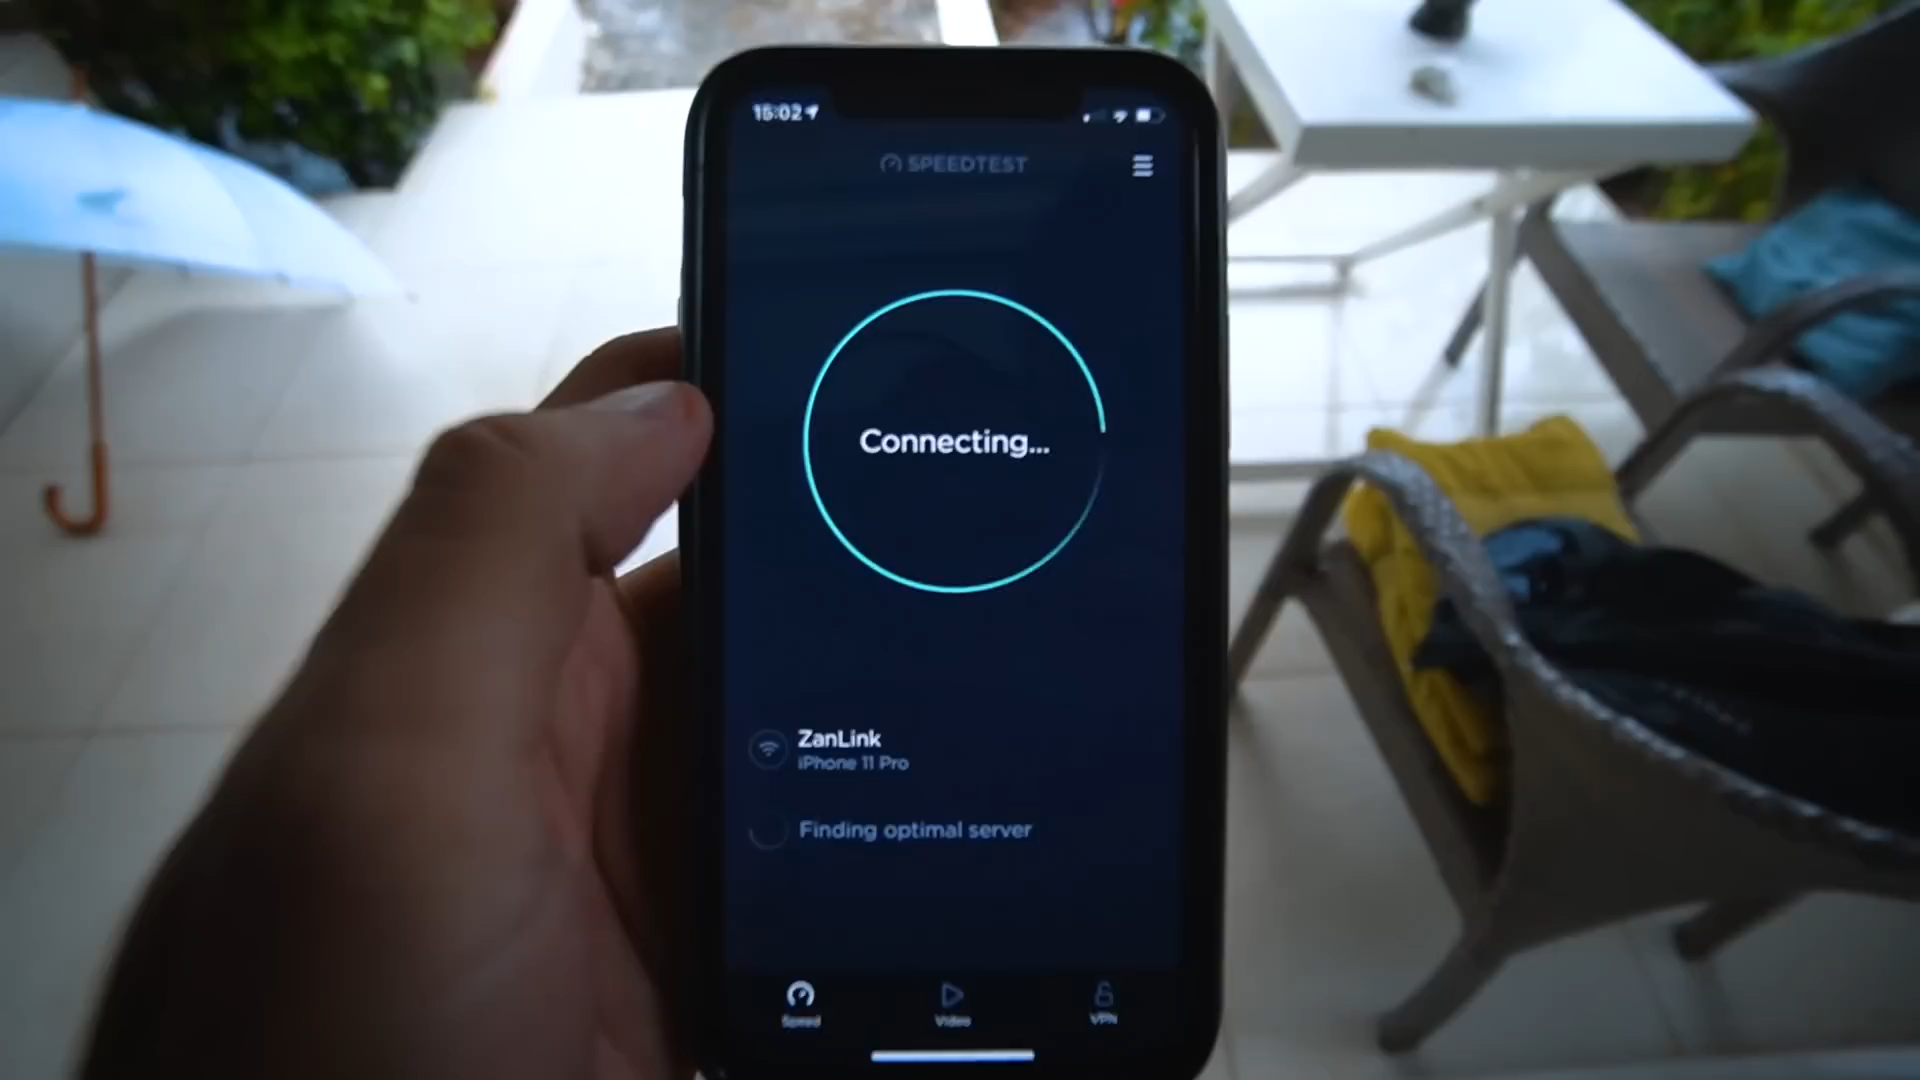 15:02
SPEEDTEST
Connecting...
ZanLink
iPhone 11 Pro
Finding optimal server
Speed
Video
VPN